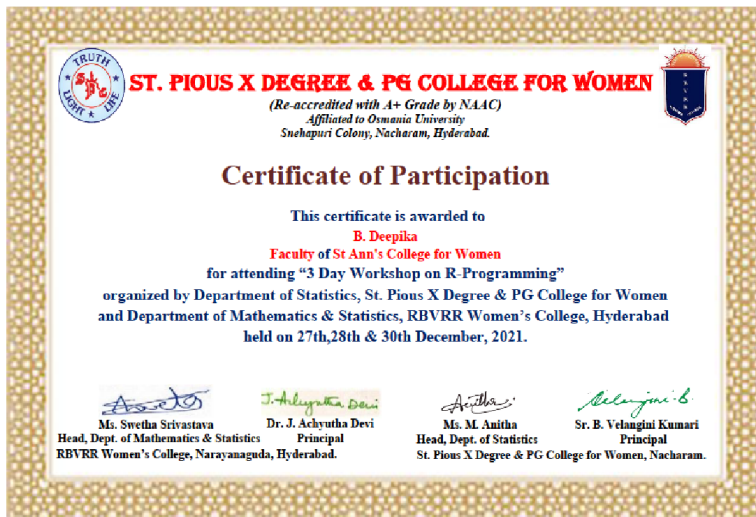 TRUTH
LIGHT LIFE
ST. PIOUS X DEGREE & PG COLLEGE FOR WOMEN
(Re-accredited with A+ Grade by NAAC)
Affiliated to Osmania University
Snehapuri Colony, Nacharam, Hyderabad.
Certificate of Participation
This certificate is awarded to
B. Deepika
Faculty of St Ann's College for Women
for attending “3 Day Workshop on R-Programming”
organized by Department of Statistics, St. Pious X Degree & PG College for Women
and Department of Mathematics & Statistics, RBVRR Women’s College, Hyderabad
held on 27th,28th & 30th December, 2021.
J. Achyutha Devi
Ms. Swetha Srivastava
Head, Dept. of Mathematics & Statistics
RBVRR Women’s College, Narayanaguda, Hyderabad.
Dr. J. Achyutha Devi
Principal
Ms. M. Anitha
Head, Dept. of Statistics
Sr. B. Velangini Kumari
Principal
St. Pious X Degree & PG College for Women, Nacharam.